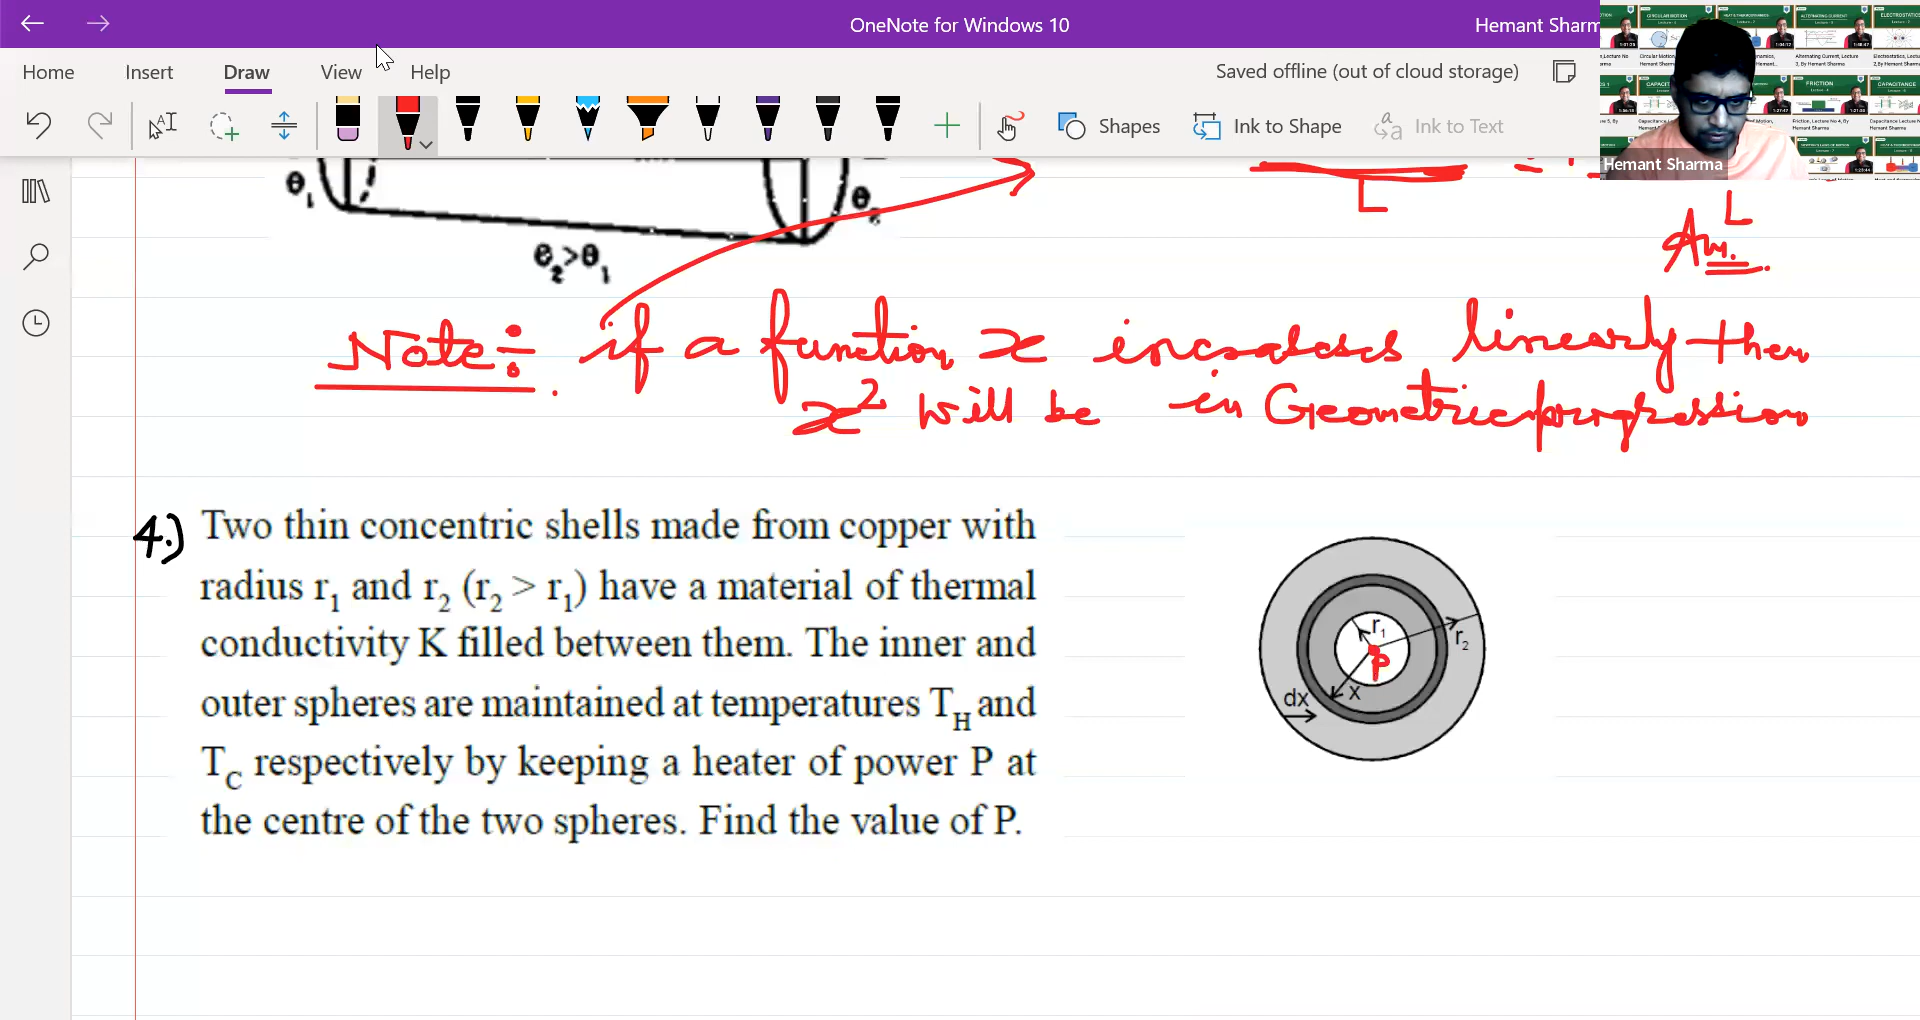 OneNote for Windows 10
Hemant Sharm
Home Insert Draw View Help
Saved offline (out of cloud storage)
Shapes Ink to Shape Ink to Text
Hemant Sharma
θ1 θ2
θ2>θ1
L
L
Ans.
Note: if a function x increases linearly then
x² will be in Geometric progression
4.) Two thin concentric shells made from copper with
radius r₁ and r₂ (r₂ > r₁) have a material of thermal
conductivity K filled between them. The inner and
outer spheres are maintained at temperatures T_H and
T_C respectively by keeping a heater of power P at
the centre of the two spheres. Find the value of P.
r₁
r₂
P
x
dx